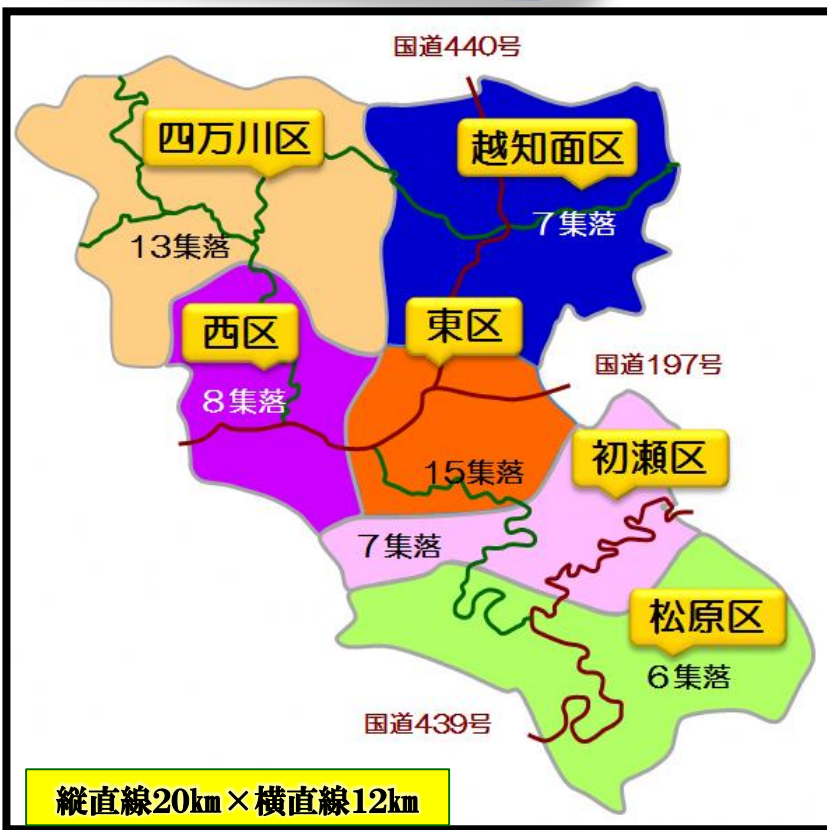 国道440号
四万川区
越知面区
7集落
13集落
西区
東区
国道197号
8集落
初瀬区
15集落
7集落
松原区
6集落
国道439号
縦直線20㎞×横直線12㎞